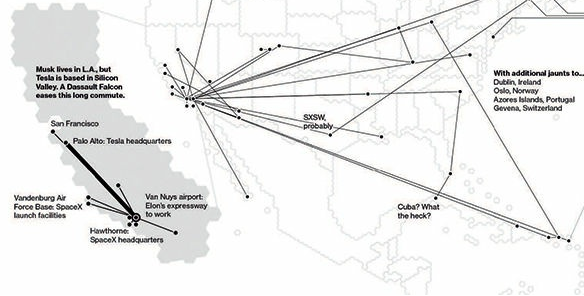 Musk lives in L.A., but
Tesla is based in Silicon
Valley. A Dassault Falcon
eases this long commute.
San Francisco
Palo Alto: Tesla headquarters
Vandenburg Air
Force Base: SpaceX
launch facilities
Van Nuys airport:
Elon's expressway
to work
Hawthorne:
SpaceX headquarters
SXSW,
probably
Cuba? What
the heck?
With additional jaunts to...
Dublin, Ireland
Oslo, Norway
Azores Islands, Portugal
Gevena, Switzerland